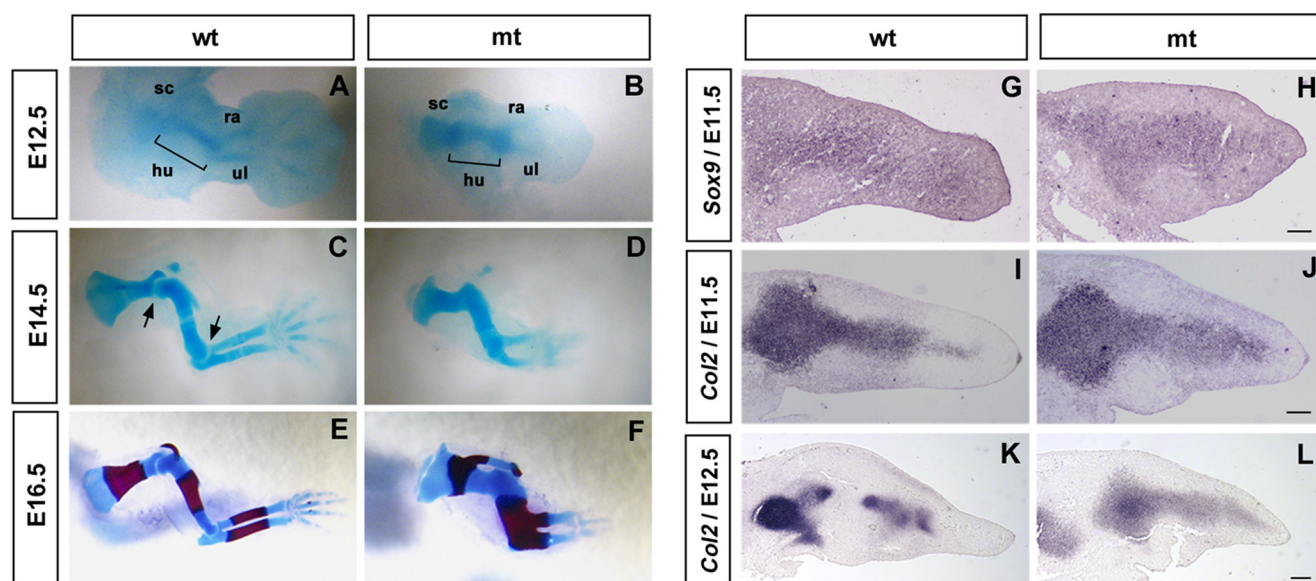 wt
mt
E12.5
A
sc
ra
hu
ul
B
sc
ra
hu
ul
E14.5
C
D
E16.5
E
F
wt
mt
Sox9 / E11.5
G
H
Col2 / E11.5
I
J
Col2 / E12.5
K
L